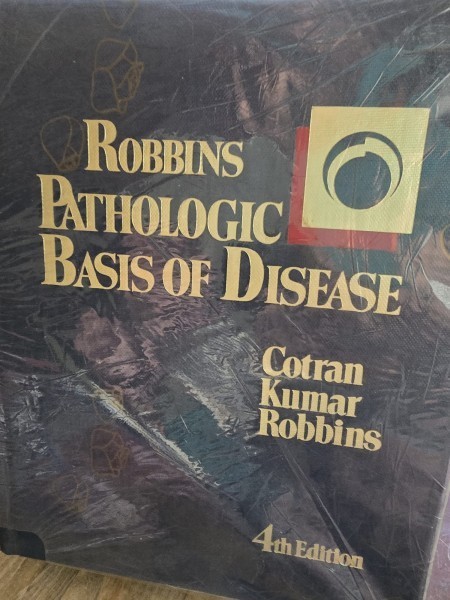 ROBBINS
PATHOLOGIC
BASIS OF DISEASE
Cotran
Kumar
Robbins
4th Edition